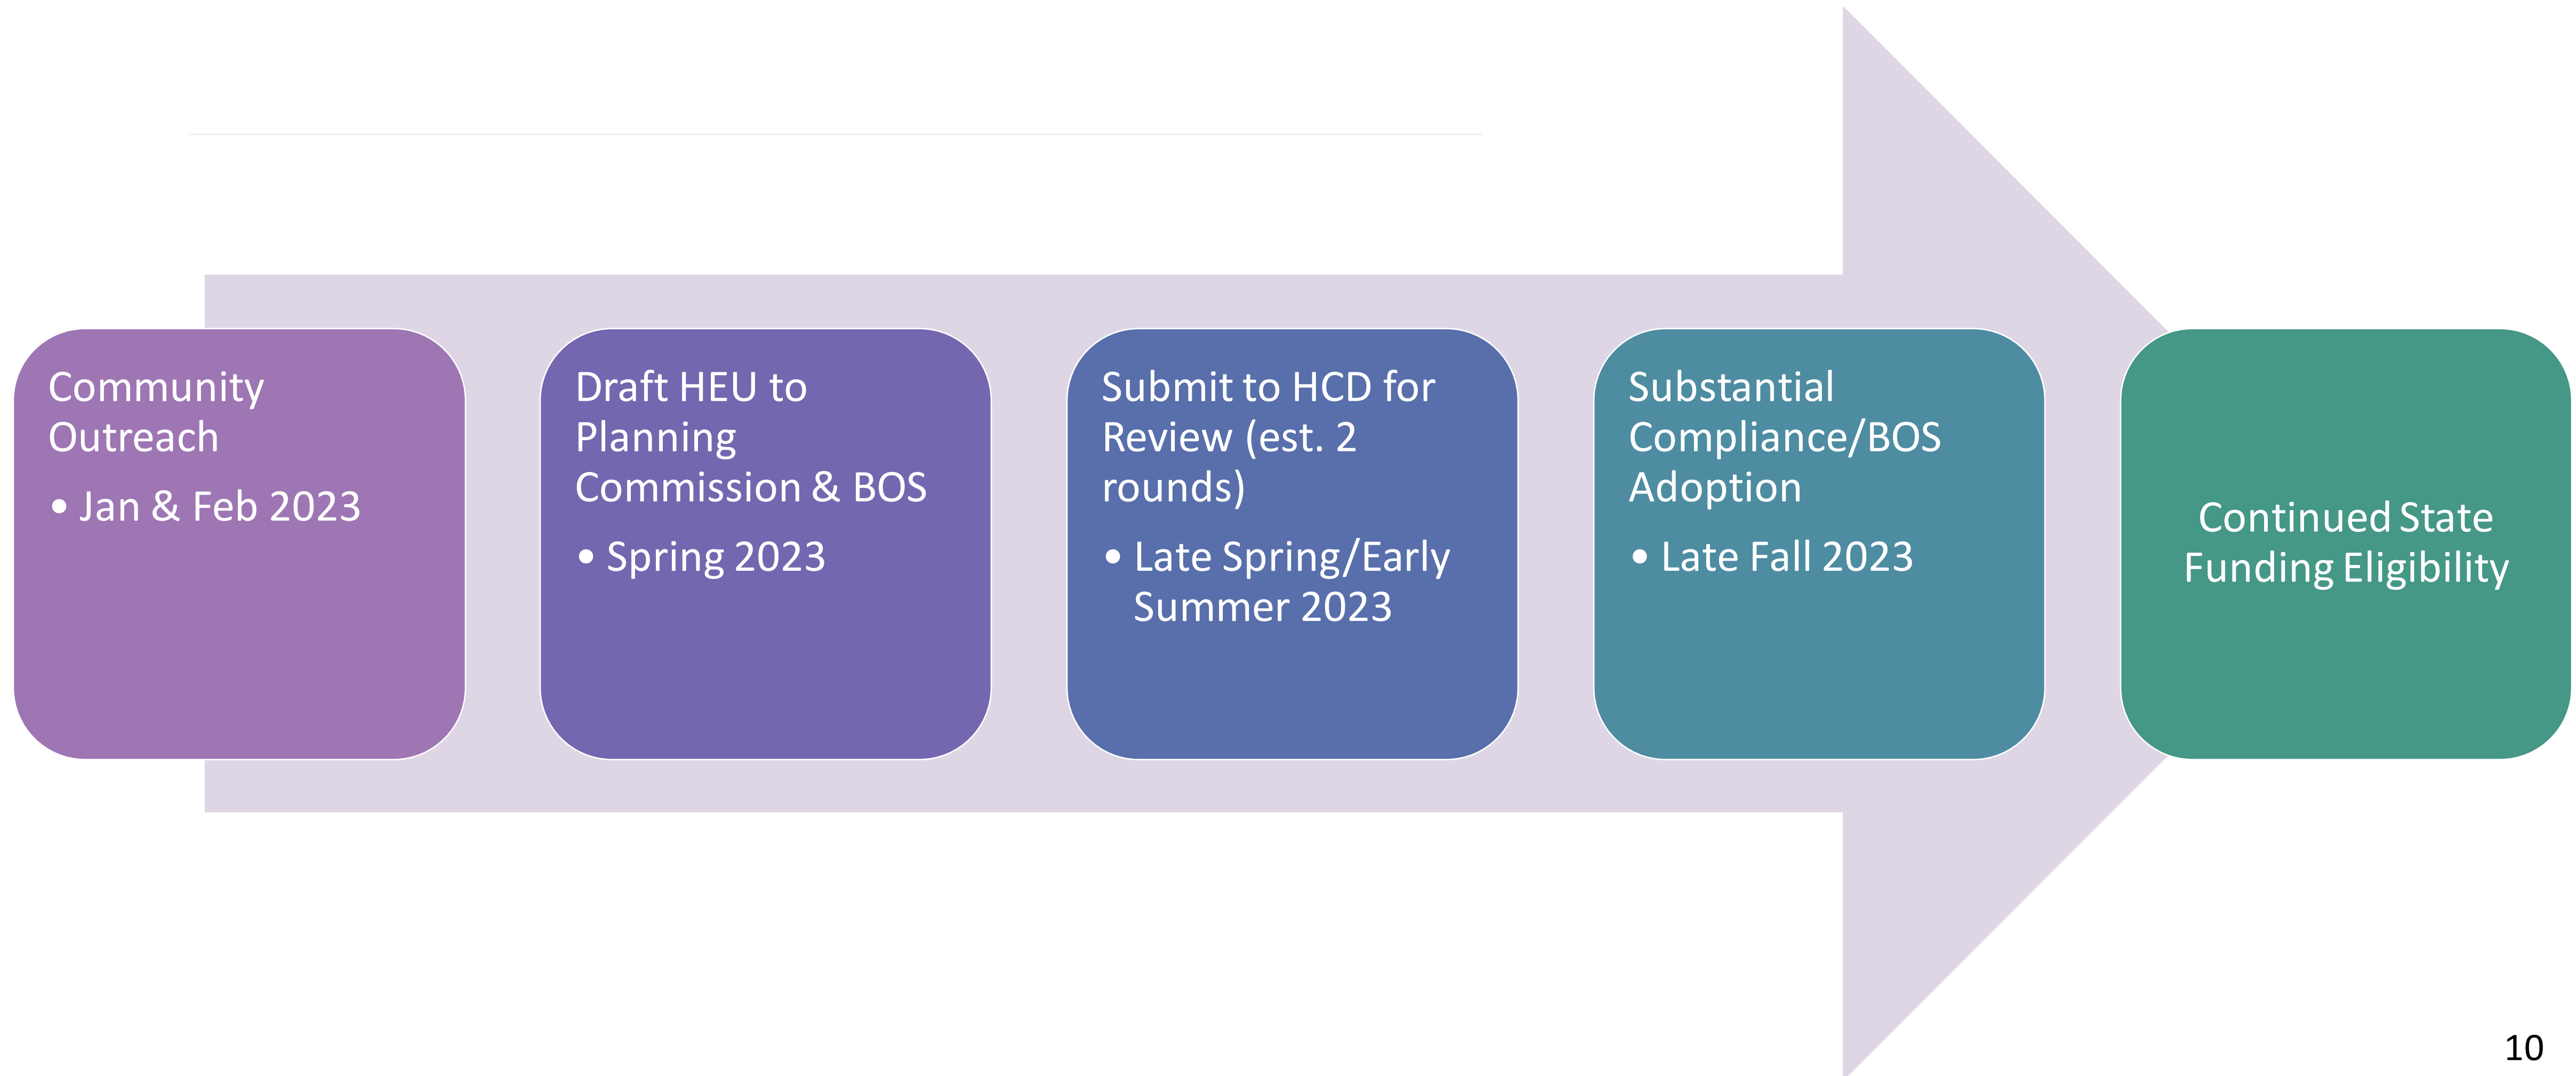 Community
Outreach
• Jan & Feb 2023
Draft HEU to
Planning
Commission & BOS
• Spring 2023
Submit to HCD for
Review (est. 2
rounds)
• Late Spring/Early
Summer 2023
Substantial
Compliance/BOS
Adoption
• Late Fall 2023
Continued State
Funding Eligibility
10